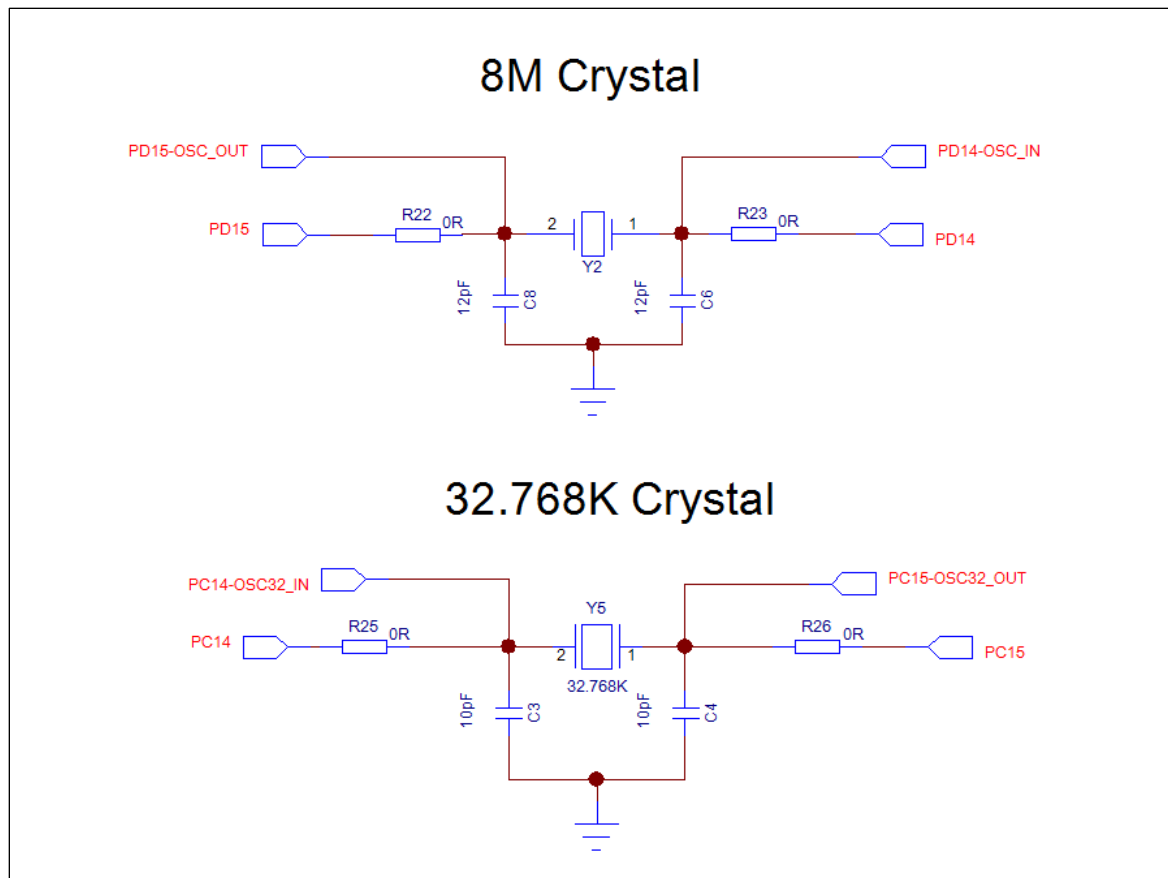 8M Crystal
PD15-OSC_OUT
PD14-OSC_IN
PD15
R22
0R
2
1
R23
0R
PD14
Y2
12pF
C8
12pF
C6
32.768K Crystal
PC14-OSC32_IN
PC15-OSC32_OUT
PC14
R25
0R
Y5
2
1
R26
0R
PC15
32.768K
10pF
C3
10pF
C4